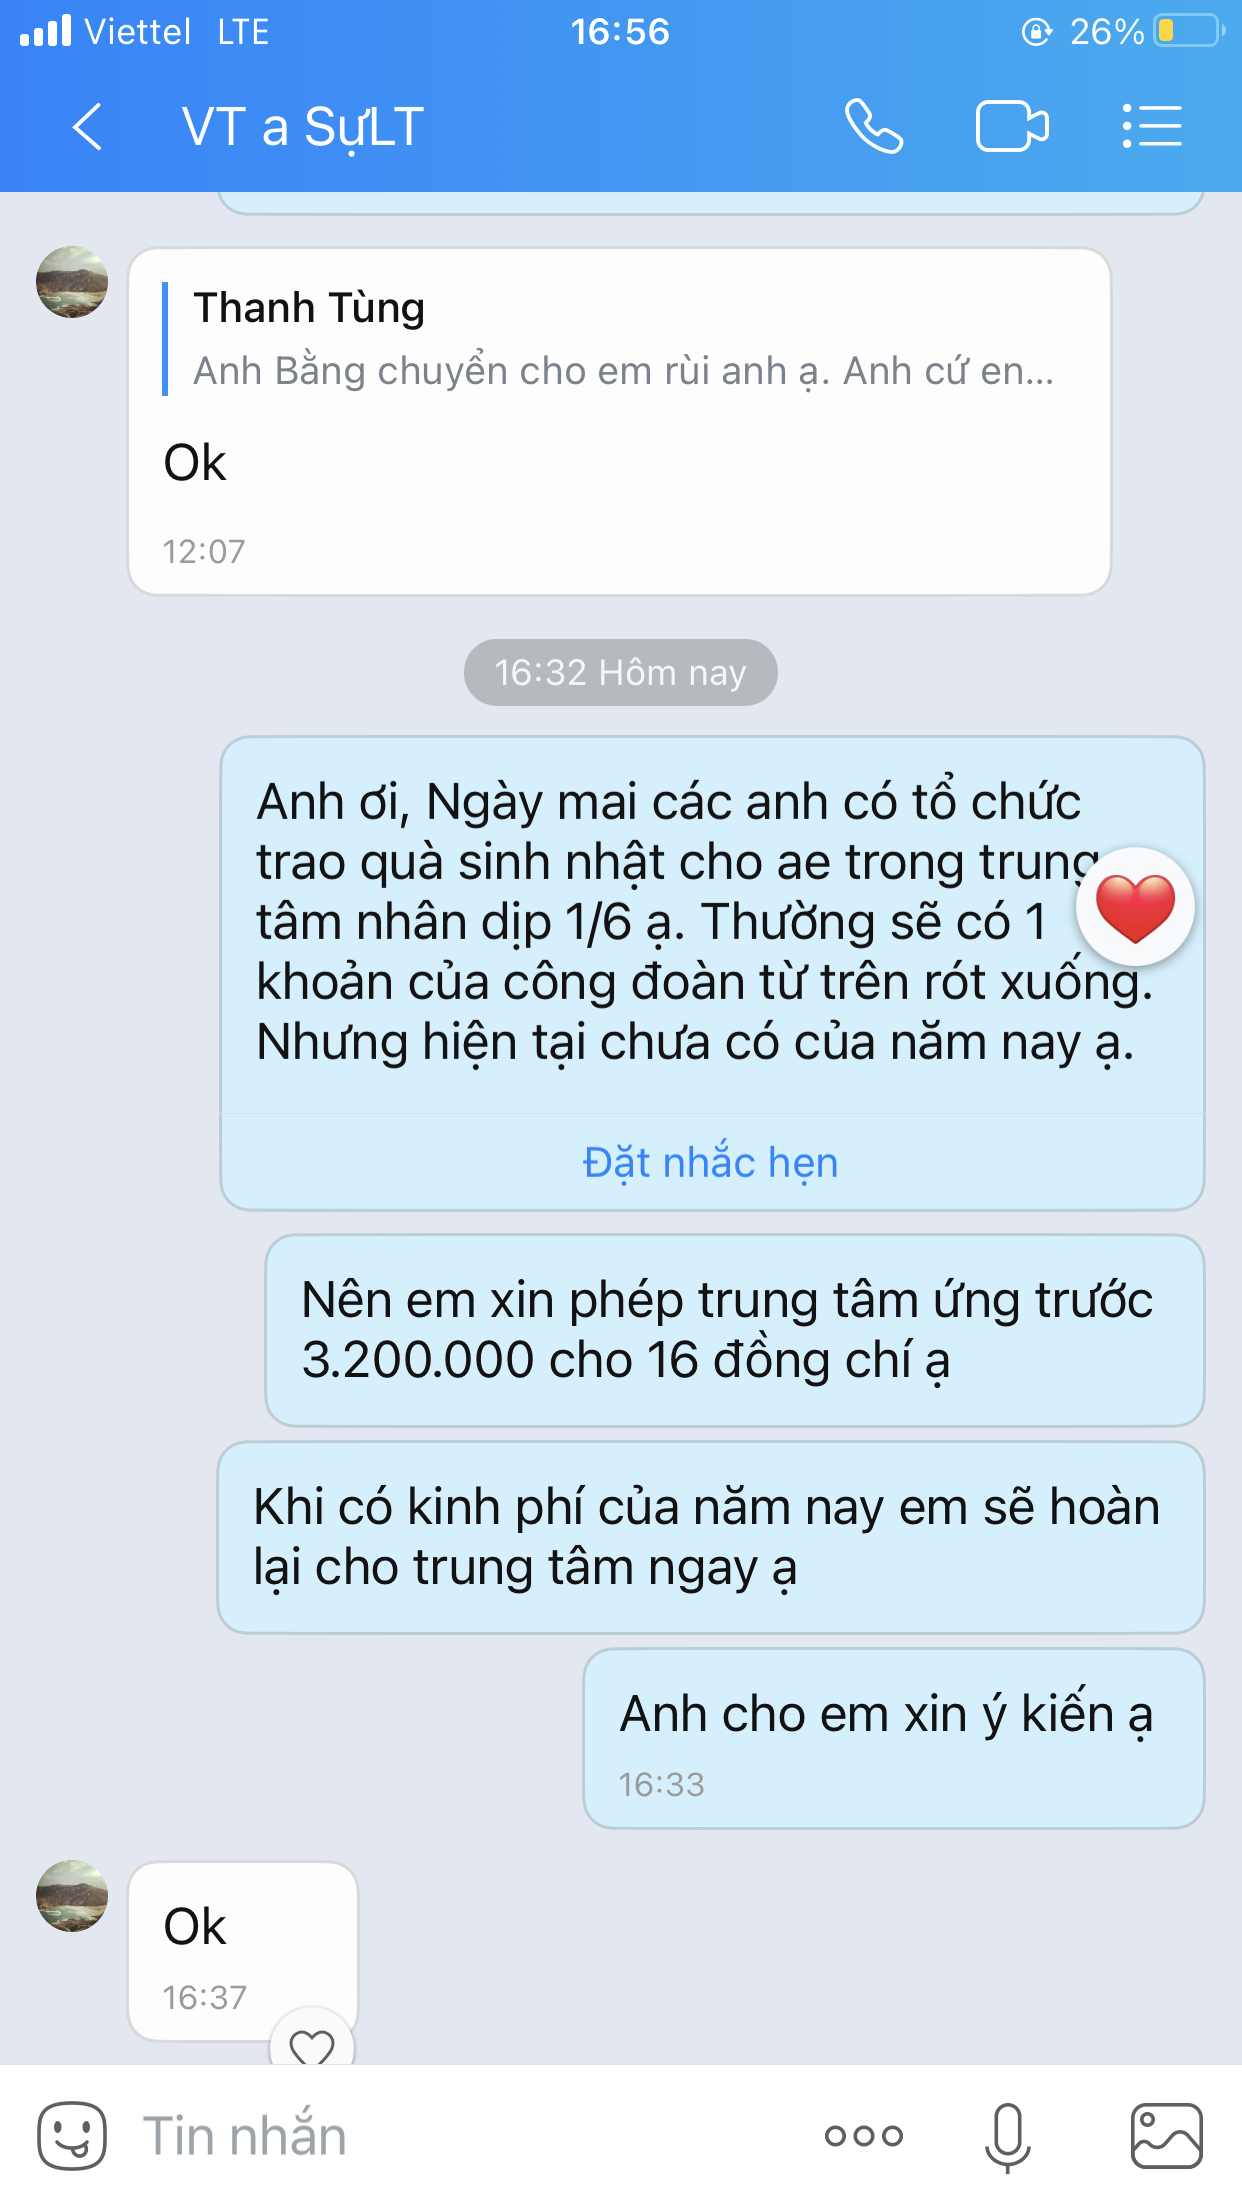 Viettel LTE 16:56 26%
VT a SựLT
Thanh Tùng
Anh Bằng chuyển cho em rùi anh ạ. Anh cứ en...
Ok
12:07
16:32 Hôm nay
Anh ơi, Ngày mai các anh có tổ chức
trao quà sinh nhật cho ae trong trung
tâm nhân dịp 1/6 ạ. Thường sẽ có 1
khoản của công đoàn từ trên rót xuống.
Nhưng hiện tại chưa có của năm nay ạ.
Đặt nhắc hẹn
Nên em xin phép trung tâm ứng trước
3.200.000 cho 16 đồng chí ạ
Khi có kinh phí của năm nay em sẽ hoàn
lại cho trung tâm ngay ạ
Anh cho em xin ý kiến ạ
16:33
Ok
16:37
Tin nhắn